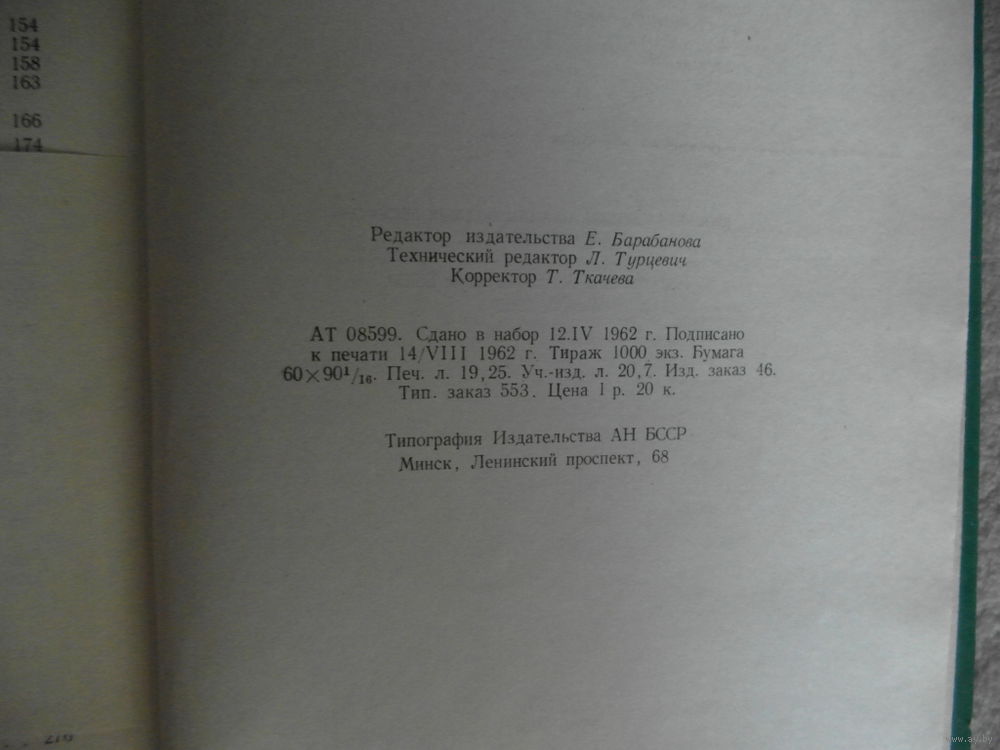 154
154
158
163
166
174
Редактор издательства Е. Барабанова
Технический редактор Л. Турцевич
Корректор Т. Ткачева
АТ 08599. Сдано в набор 12.IV 1962 г. Подписано
к печати 14/VIII 1962 г. Тираж 1000 экз. Бумага
60×90¹/₁₆. Печ. л. 19,25. Уч.-изд. л. 20,7. Изд. заказ 46.
Тип. заказ 553. Цена 1 р. 20 к.
Типография Издательства АН БССР
Минск, Ленинский проспект, 68
www.ay.by